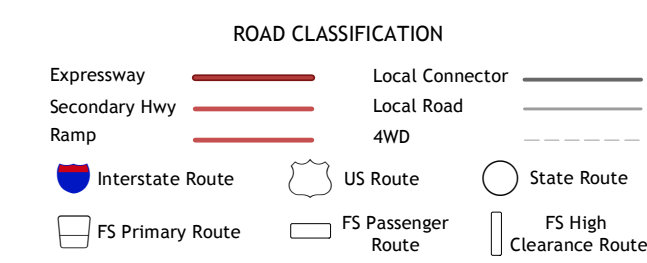 ROAD CLASSIFICATION
Expressway
Local Connector
Secondary Hwy
Local Road
Ramp
4WD
Interstate Route
US Route
State Route
FS Primary Route
FS Passenger
Route
FS High
Clearance Route